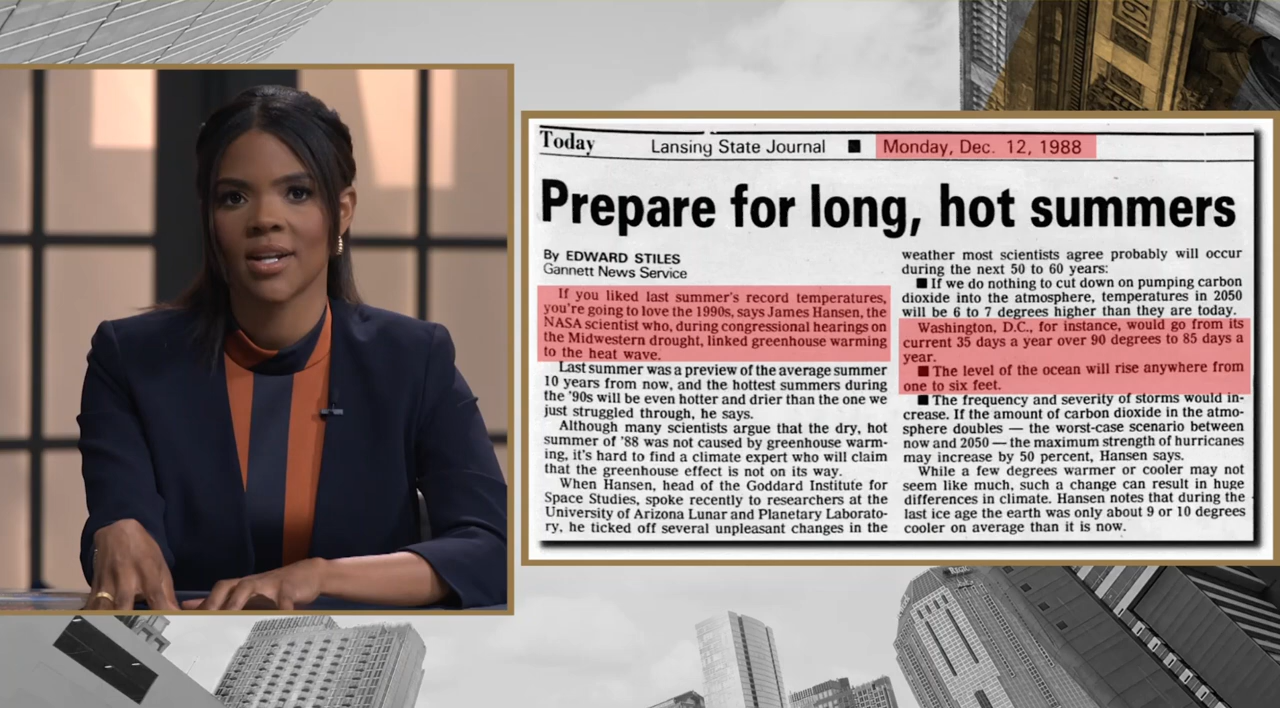 Today
Lansing State Journal ■ Monday, Dec. 12, 1988
Prepare for long, hot summers
By EDWARD STILES
Gannett News Service
If you liked last summer's record temperatures,
you're going to love the 1990s, says James Hansen, the
NASA scientist who, during congressional hearings on
the Midwestern drought, linked greenhouse warming
to the heat wave.
Last summer was a preview of the average summer
10 years from now, and the hottest summers during
the '90s will be even hotter and drier than the one we
just struggled through, he says.
Although many scientists argue that the dry, hot
summer of '88 was not caused by greenhouse warm-
ing, it's hard to find a climate expert who will claim
that the greenhouse effect is not on its way.
When Hansen, head of the Goddard Institute for
Space Studies, spoke recently to researchers at the
University of Arizona Lunar and Planetary Laborato-
ry, he ticked off several unpleasant changes in the
weather most scientists agree probably will occur
during the next 50 to 60 years:
■ If we do nothing to cut down on pumping carbon
dioxide into the atmosphere, temperatures in 2050
will be 6 to 7 degrees higher than they are today.
Washington, D.C., for instance, would go from its
current 35 days a year over 90 degrees to 85 days a
year.
■ The level of the ocean will rise anywhere from
one to six feet.
■ The frequency and severity of storms would in-
crease. If the amount of carbon dioxide in the atmo-
sphere doubles — the worst-case scenario between
now and 2050 — the maximum strength of hurricanes
may increase by 50 percent, Hansen says.
While a few degrees warmer or cooler may not
seem like much, such a change can result in huge
differences in climate. Hansen notes that during the
last ice age the earth was only about 9 or 10 degrees
cooler on average than it is now.